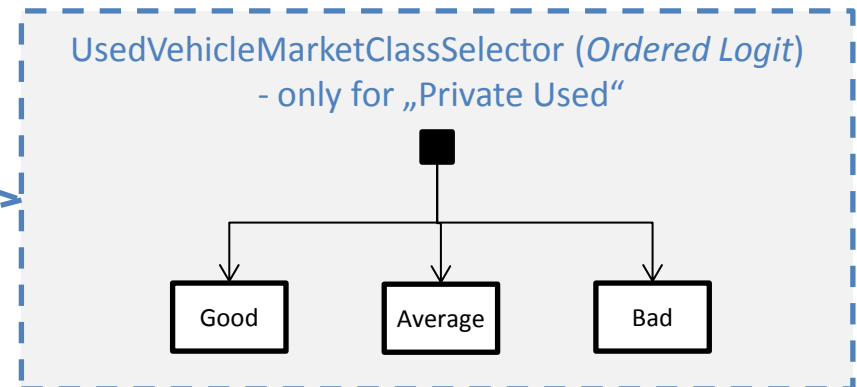 UsedVehicleMarketClassSelector (Ordered Logit)
- only for „Private Used“
Good
Average
Bad